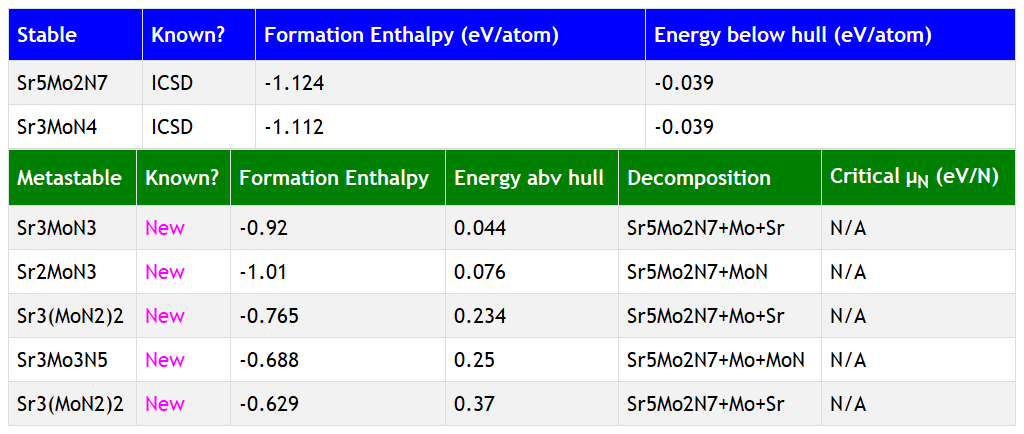 Stable Known? Formation Enthalpy (eV/atom) Energy below hull (eV/atom)
Sr5Mo2N7 ICSD -1.124 -0.039
Sr3MoN4 ICSD -1.112 -0.039
Metastable Known? Formation Enthalpy Energy abv hull Decomposition Critical μN (eV/N)
Sr3MoN3 New -0.92 0.044 Sr5Mo2N7+Mo+Sr N/A
Sr2MoN3 New -1.01 0.076 Sr5Mo2N7+MoN N/A
Sr3(MoN2)2 New -0.765 0.234 Sr5Mo2N7+Mo+Sr N/A
Sr3Mo3N5 New -0.688 0.25 Sr5Mo2N7+Mo+MoN N/A
Sr3(MoN2)2 New -0.629 0.37 Sr5Mo2N7+Mo+Sr N/A